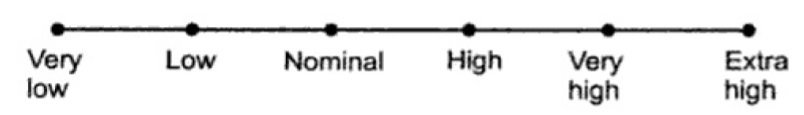 Very low
Low
Nominal
High
Very high
Extra high